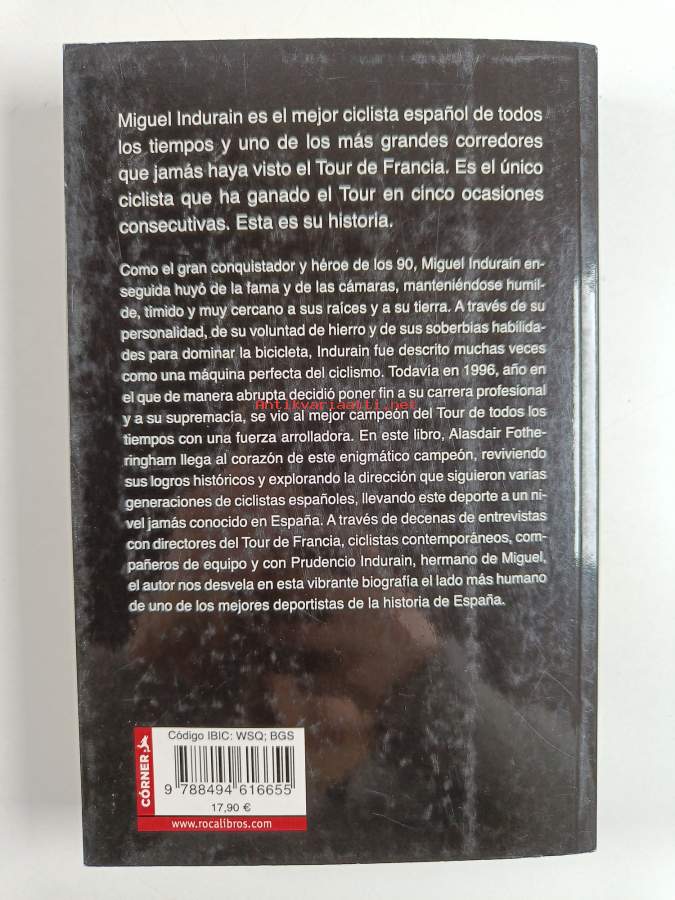 Miguel Indurain es el mejor ciclista español de todos
los tiempos y uno de los más grandes corredores
que jamás haya visto el Tour de Francia. Es el único
ciclista que ha ganado el Tour en cinco ocasiones
consecutivas. Esta es su historia.
Como el gran conquistador y héroe de los 90, Miguel Indurain en-
seguida huyó de la fama y de las cámaras, manteniéndose humil-
de, tímido y muy cercano a sus raíces y a su tierra. A través de su
personalidad, de su voluntad de hierro y de sus soberbias habilida-
des para dominar la bicicleta, Indurain fue descrito muchas veces
como una máquina perfecta del ciclismo. Todavía en 1996, año en
el que de manera abrupta decidió poner fin a su carrera profesional
Antikvariaatti.net
y a su supremacía, se vio al mejor campeón del Tour de todos los
tiempos con una fuerza arrolladora. En este libro, Alasdair Fothe-
ringham llega al corazón de este enigmático campeón, reviviendo
sus logros históricos y explorando la dirección que siguieron varias
generaciones de ciclistas españoles, llevando este deporte a un ni-
vel jamás conocido en España. A través de decenas de entrevistas
con directores del Tour de Francia, ciclistas contemporáneos, com-
pañeros de equipo y con Prudencio Indurain, hermano de Miguel,
el autor nos desvela en esta vibrante biografía el lado más humano
de uno de los mejores deportistas de la historia de España.
CÓRNER
Código IBIC: WSQ; BGS
9 788494 616655
17,90 €
www.rocalibros.com